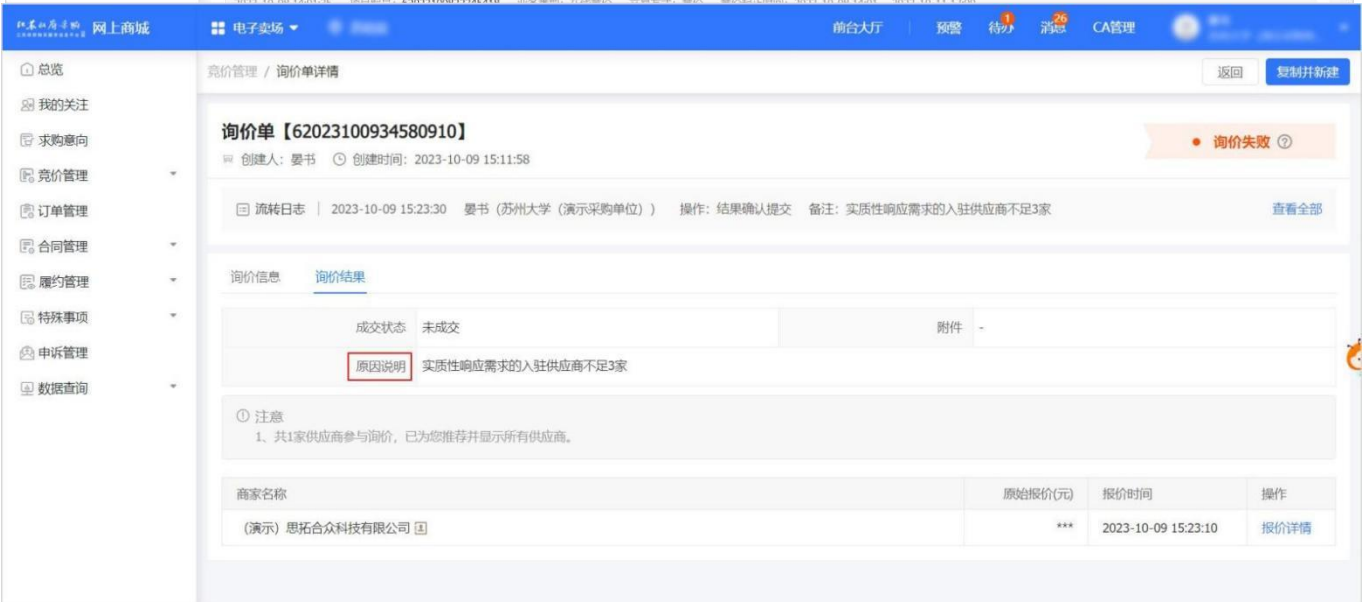 网上商城
电子卖场
前台大厅
预警
待办
1
消息
26
CA管理
总览
我的关注
求购意向
竞价管理
订单管理
合同管理
履约管理
特殊事项
申诉管理
数据查询
竞价管理 / 询价单详情
返回
复制并新建
询价单【62023100934580910】
创建人：晏书 创建时间：2023-10-09 15:11:58
询价失败
流转日志 | 2023-10-09 15:23:30 晏书（苏州大学（演示采购单位）） 操作：结果确认提交 备注：实质性响应需求的入驻供应商不足3家 查看全部
询价信息 询价结果
成交状态 未成交 附件 -
原因说明 实质性响应需求的入驻供应商不足3家
注意
1、共1家供应商参与询价，已为您推荐并显示所有供应商。
商家名称 原始报价(元) 报价时间 操作
（演示）思拓合众科技有限公司 *** 2023-10-09 15:23:10 报价详情